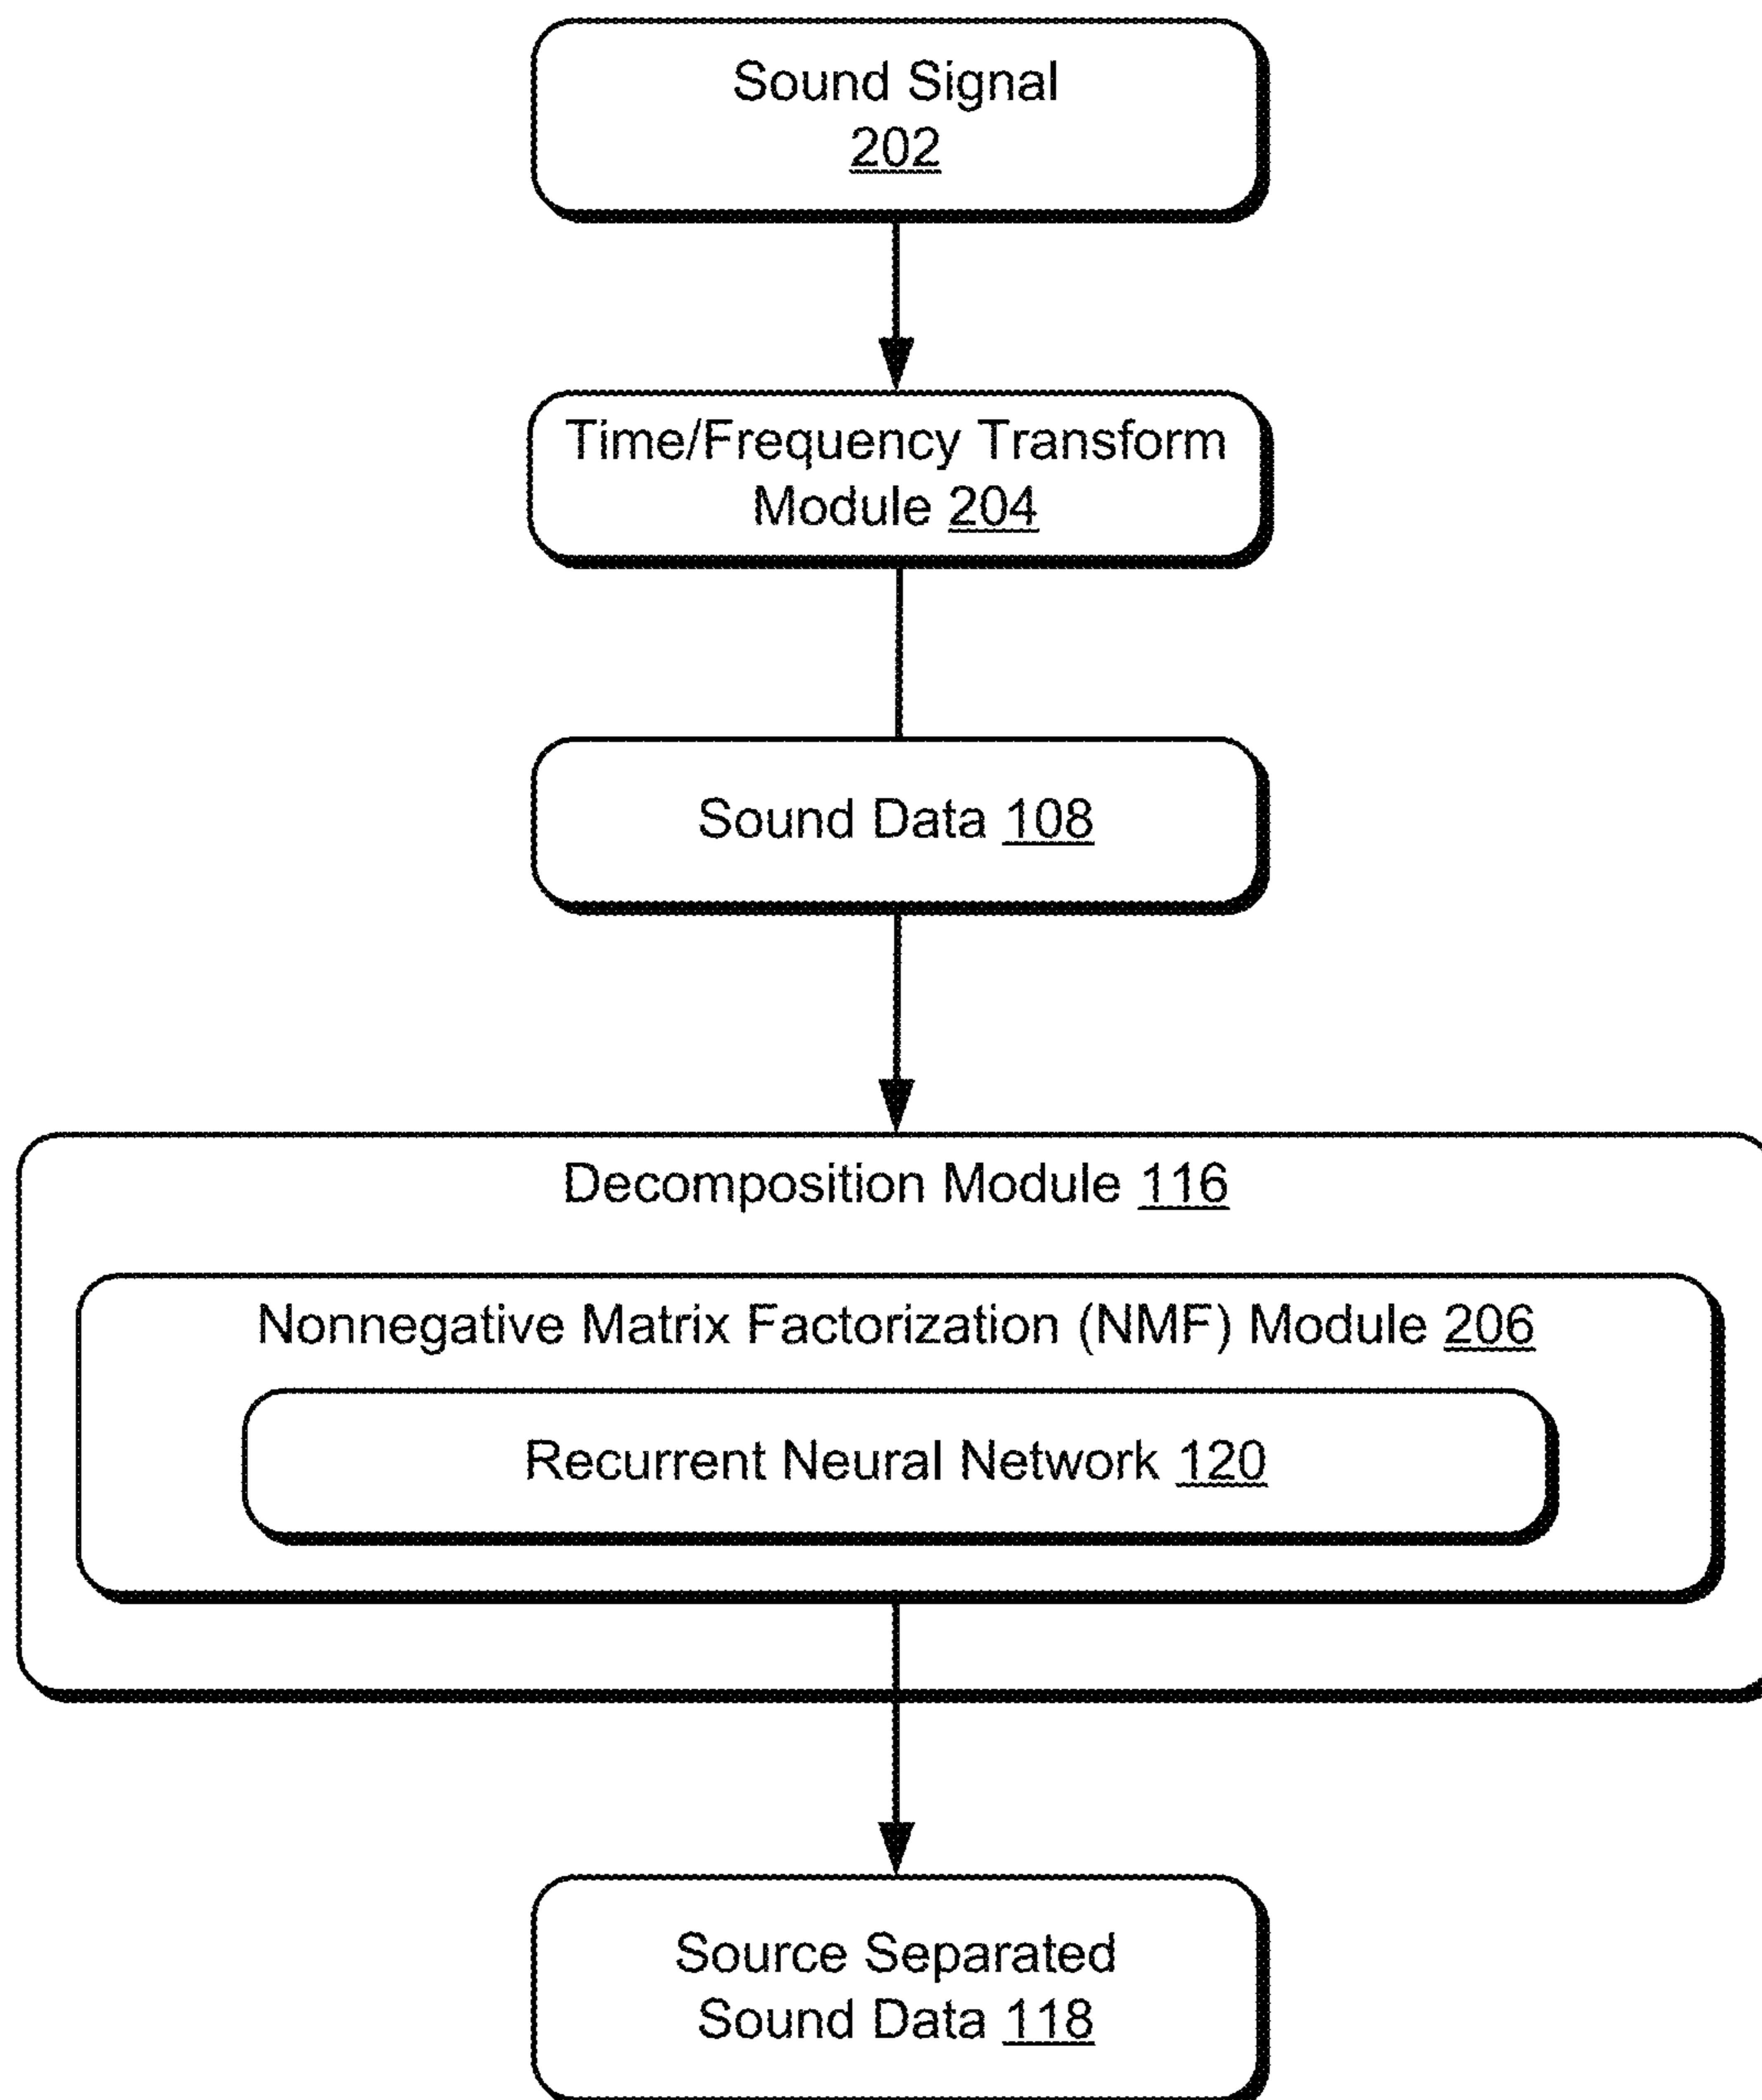 Sound Signal
202
Time/Frequency Transform
Module 204
Sound Data 108
Decomposition Module 116
Nonnegative Matrix Factorization (NMF) Module 206
Recurrent Neural Network 120
Source Separated
Sound Data 118